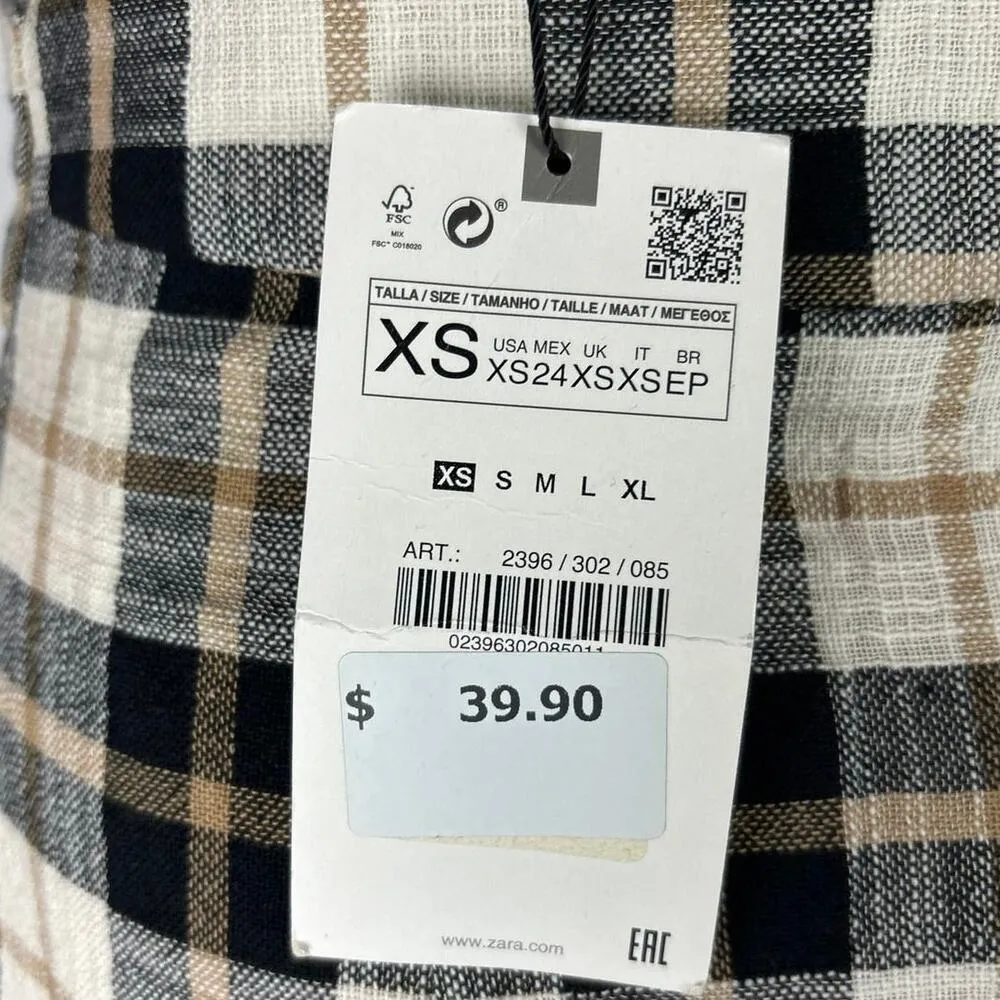 FSC
®
MIX
FSC™ C018020
TALLA / SIZE / TAMANHO / TAILLE / MAAT / ΜΕΓΕΘΟΣ
XS
USA MEX UK IT BR
XS 24 XS XS EP
XS S M L XL
ART.: 2396 / 302 / 085
02396302085011
$ 39.90
www.zara.com
EAC